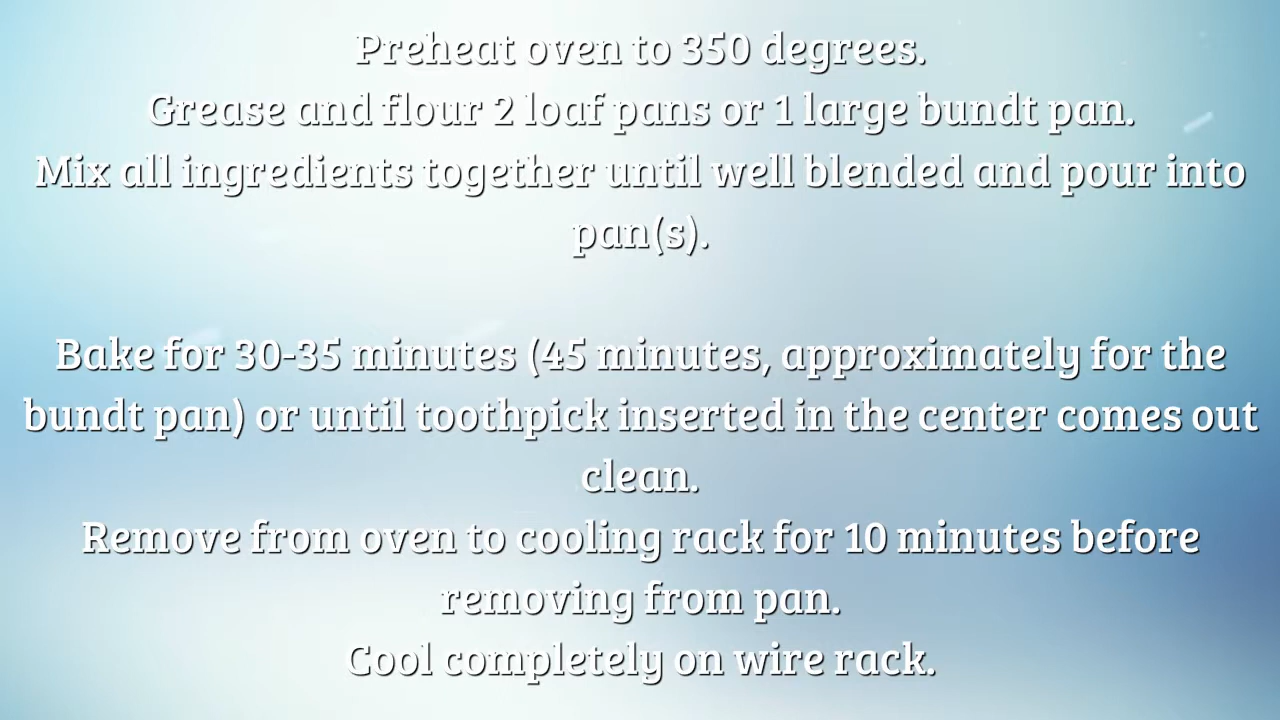 Preheat oven to 350 degrees.
Grease and flour 2 loaf pans or 1 large bundt pan.
Mix all ingredients together until well blended and pour into
pan(s).
Bake for 30-35 minutes (45 minutes, approximately for the
bundt pan) or until toothpick inserted in the center comes out
clean.
Remove from oven to cooling rack for 10 minutes before
removing from pan.
Cool completely on wire rack.